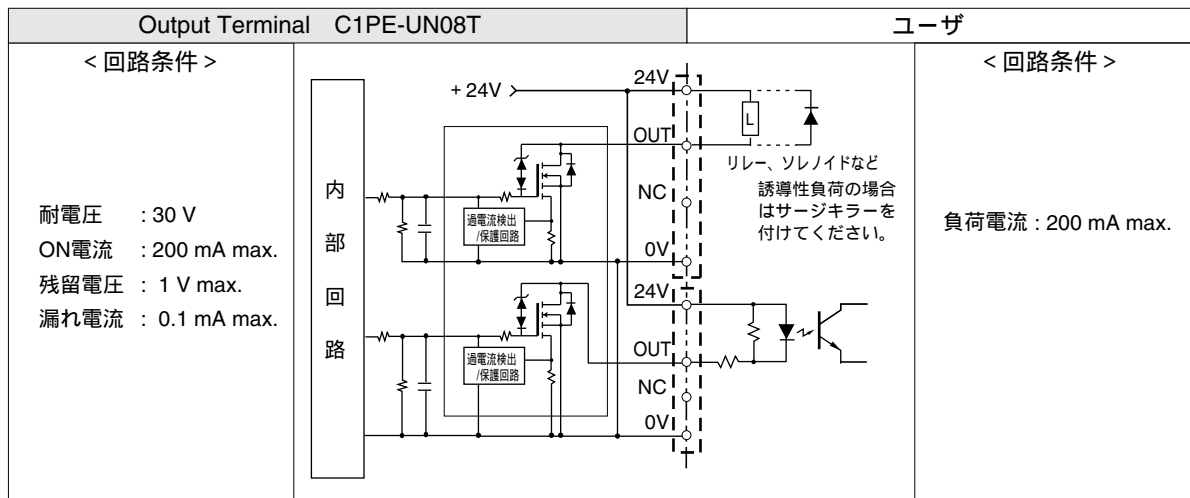 Output Terminal C1PE-UN08T
ユーザ
<回路条件>
耐電圧 : 30 V
ON電流 : 200 mA max.
残留電圧 : 1 V max.
漏れ電流 : 0.1 mA max.
内部回路
+24V
過電流検出
/保護回路
過電流検出
/保護回路
24V
OUT
NC
0V
24V
OUT
NC
0V
L
リレー、ソレノイドなど
誘導性負荷の場合
はサージキラーを
付けてください。
<回路条件>
負荷電流 : 200 mA max.